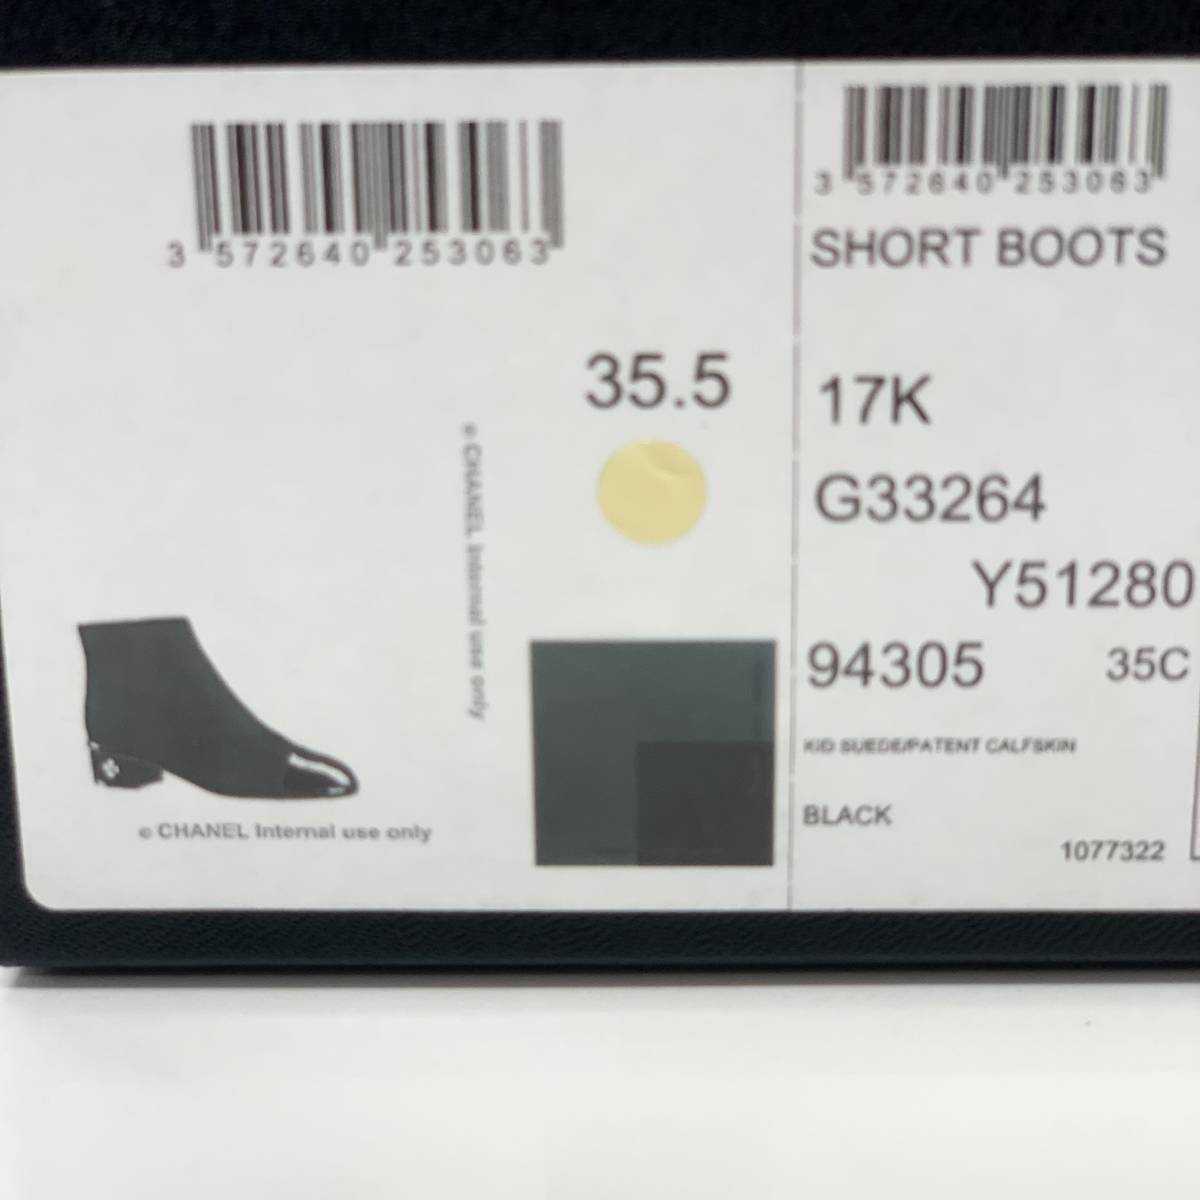 3 572640 253063
35.5
© CHANEL Internal use only
© CHANEL Internal use only
3 572640 253063
SHORT BOOTS
17K
G33264
Y51280
94305 35C
KID SUEDE/PATENT CALFSKIN
BLACK
1077322